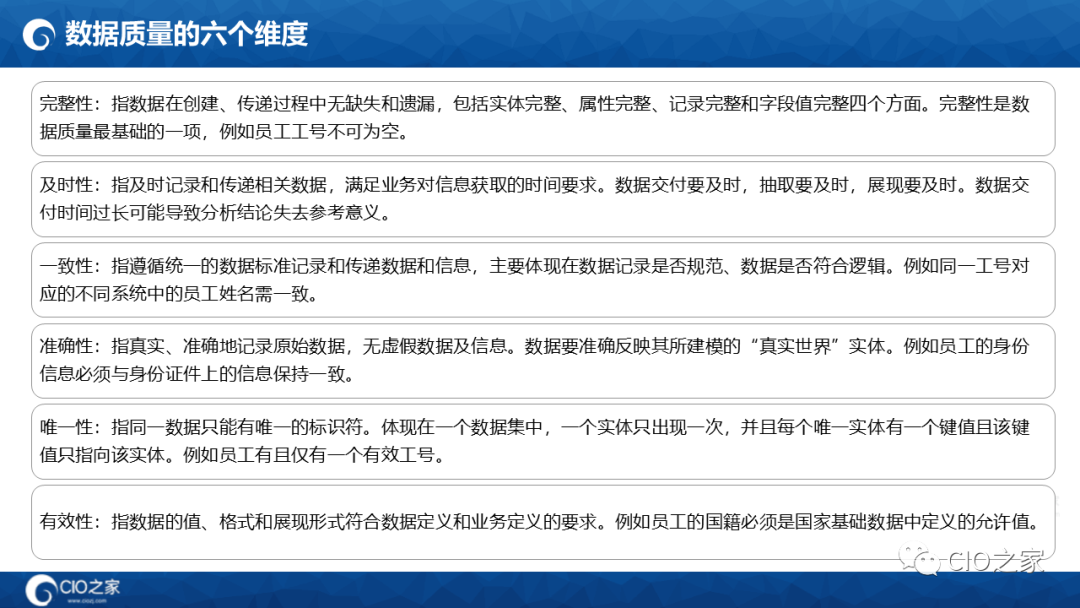 数据质量的六个维度
完整性：指数据在创建、传递过程中无缺失和遗漏，包括实体完整、属性完整、记录完整和字段值完整四个方面。完整性是数
据质量最基础的一项，例如员工工号不可为空。
及时性：指及时记录和传递相关数据，满足业务对信息获取的时间要求。数据交付要及时，抽取要及时，展现要及时。数据交
付时间过长可能导致分析结论失去参考意义。
一致性：指遵循统一的数据标准记录和传递数据和信息，主要体现在数据记录是否规范、数据是否符合逻辑。例如同一工号对
应的不同系统中的员工姓名需一致。
准确性：指真实、准确地记录原始数据，无虚假数据及信息。数据要准确反映其所建模的“真实世界”实体。例如员工的身份
信息必须与身份证件上的信息保持一致。
唯一性：指同一数据只能有唯一的标识符。体现在一个数据集中，一个实体只出现一次，并且每个唯一实体有一个键值且该键
值只指向该实体。例如员工有且仅有一个有效工号。
有效性：指数据的值、格式和展现形式符合数据定义和业务定义的要求。例如员工的国籍必须是国家基础数据中定义的允许值。
CIO之家
CIO之家
www.ciozj.com